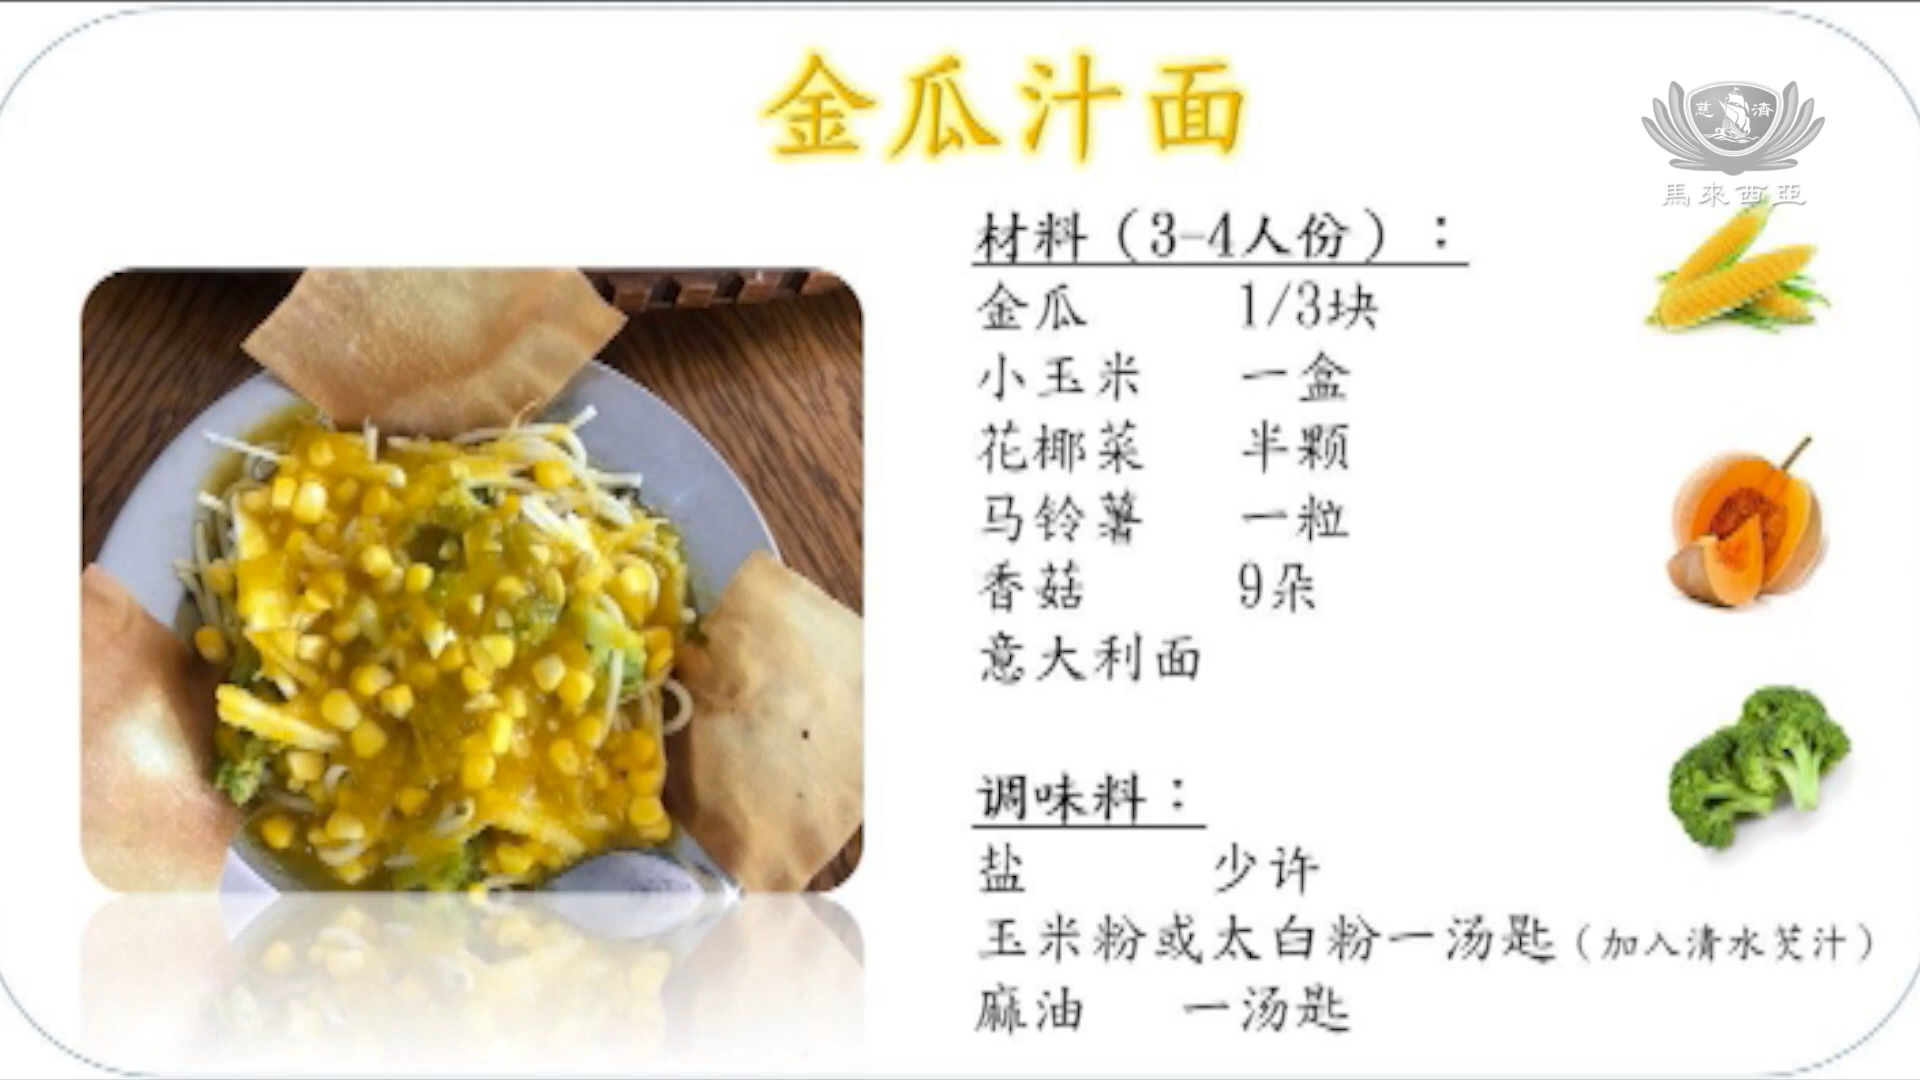 金瓜汁面
慈濟
馬來西亞
材料（3-4人份）：
金瓜 1/3块
小玉米 一盒
花椰菜 半颗
马铃薯 一粒
香菇 9朵
意大利面
调味料：
盐 少许
玉米粉或太白粉一汤匙（加入清水芡汁）
麻油 一汤匙